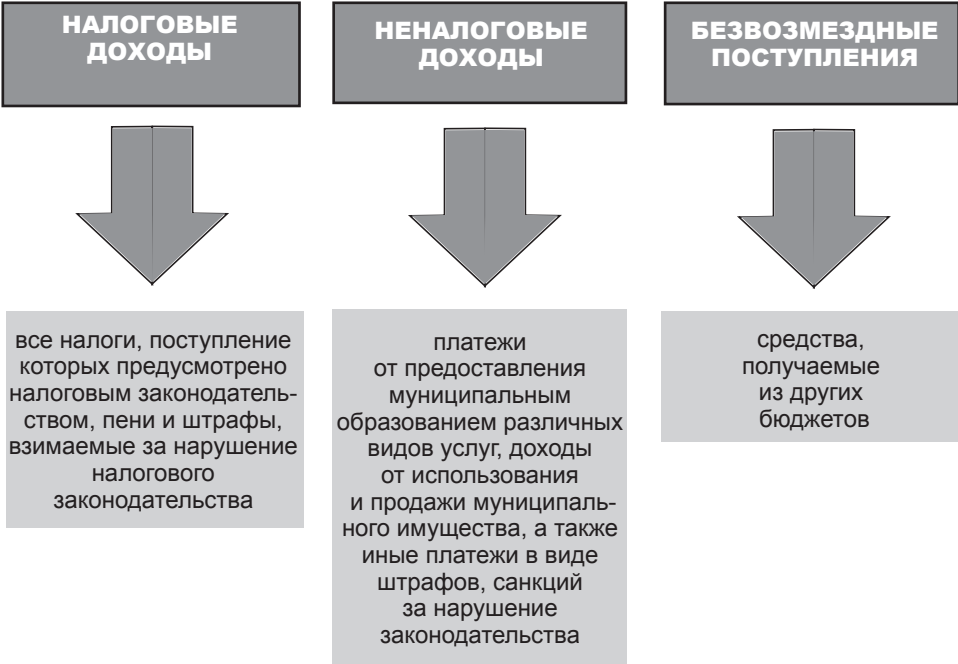 НАЛОГОВЫЕ
ДОХОДЫ
все налоги, поступление
которых предусмотрено
налоговым законодатель-
ством, пени и штрафы,
взимаемые за нарушение
налогового
законодательства
НЕНАЛОГОВЫЕ
ДОХОДЫ
платежи
от предоставления
муниципальным
образованием различных
видов услуг, доходы
от использования
и продажи муниципаль-
ного имущества, а также
иные платежи в виде
штрафов, санкций
за нарушение
законодательства
БЕЗВОЗМЕЗДНЫЕ
ПОСТУПЛЕНИЯ
средства,
получаемые
из других
бюджетов